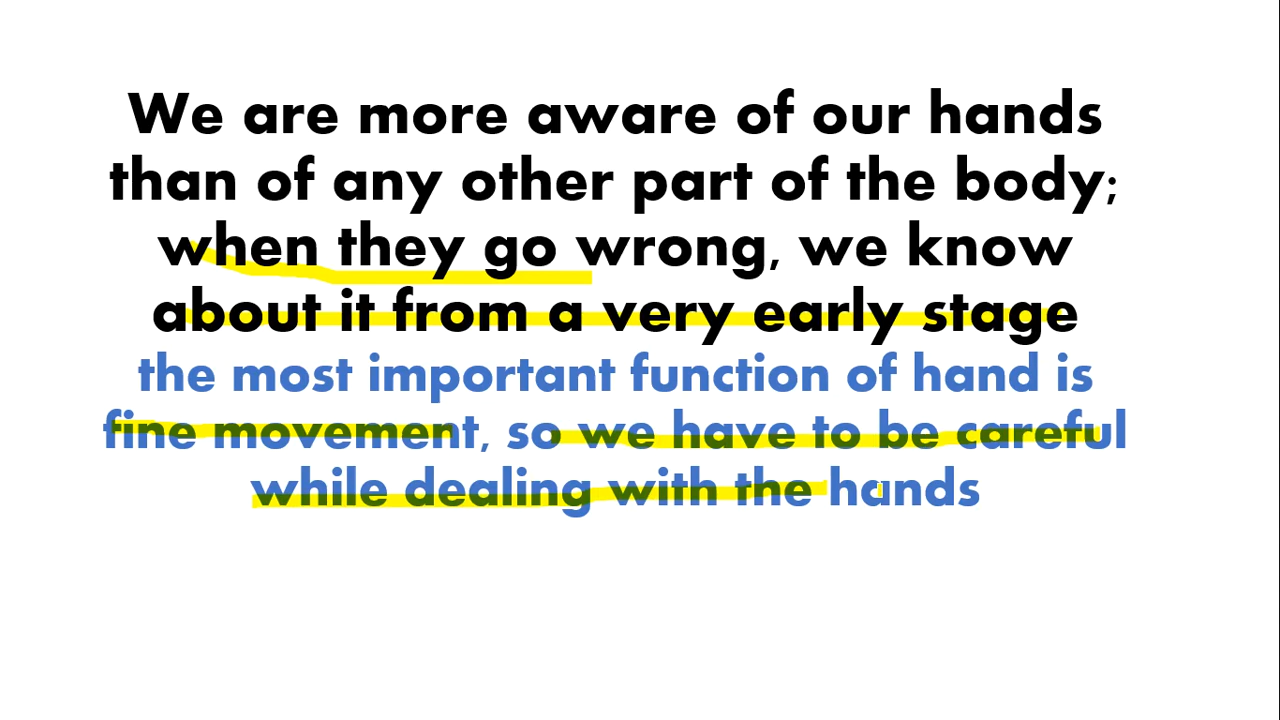 We are more aware of our hands
than of any other part of the body;
when they go wrong, we know
about it from a very early stage
the most important function of hand is
fine movement, so we have to be careful
while dealing with the hands